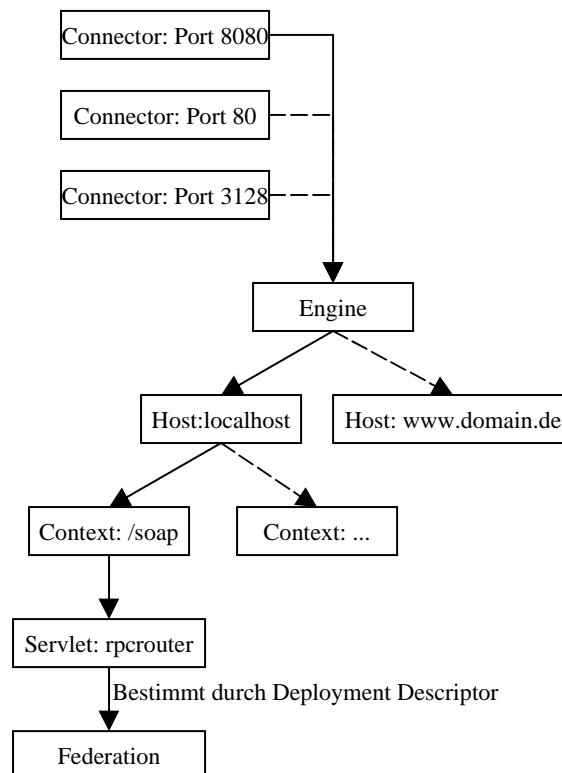 Connector: Port 8080
Connector: Port 80
Connector: Port 3128
Engine
Host:localhost
Host: www.domain.de
Context: /soap
Context: ...
Servlet: rpcrouter
Bestimmt durch Deployment Descriptor
Federation